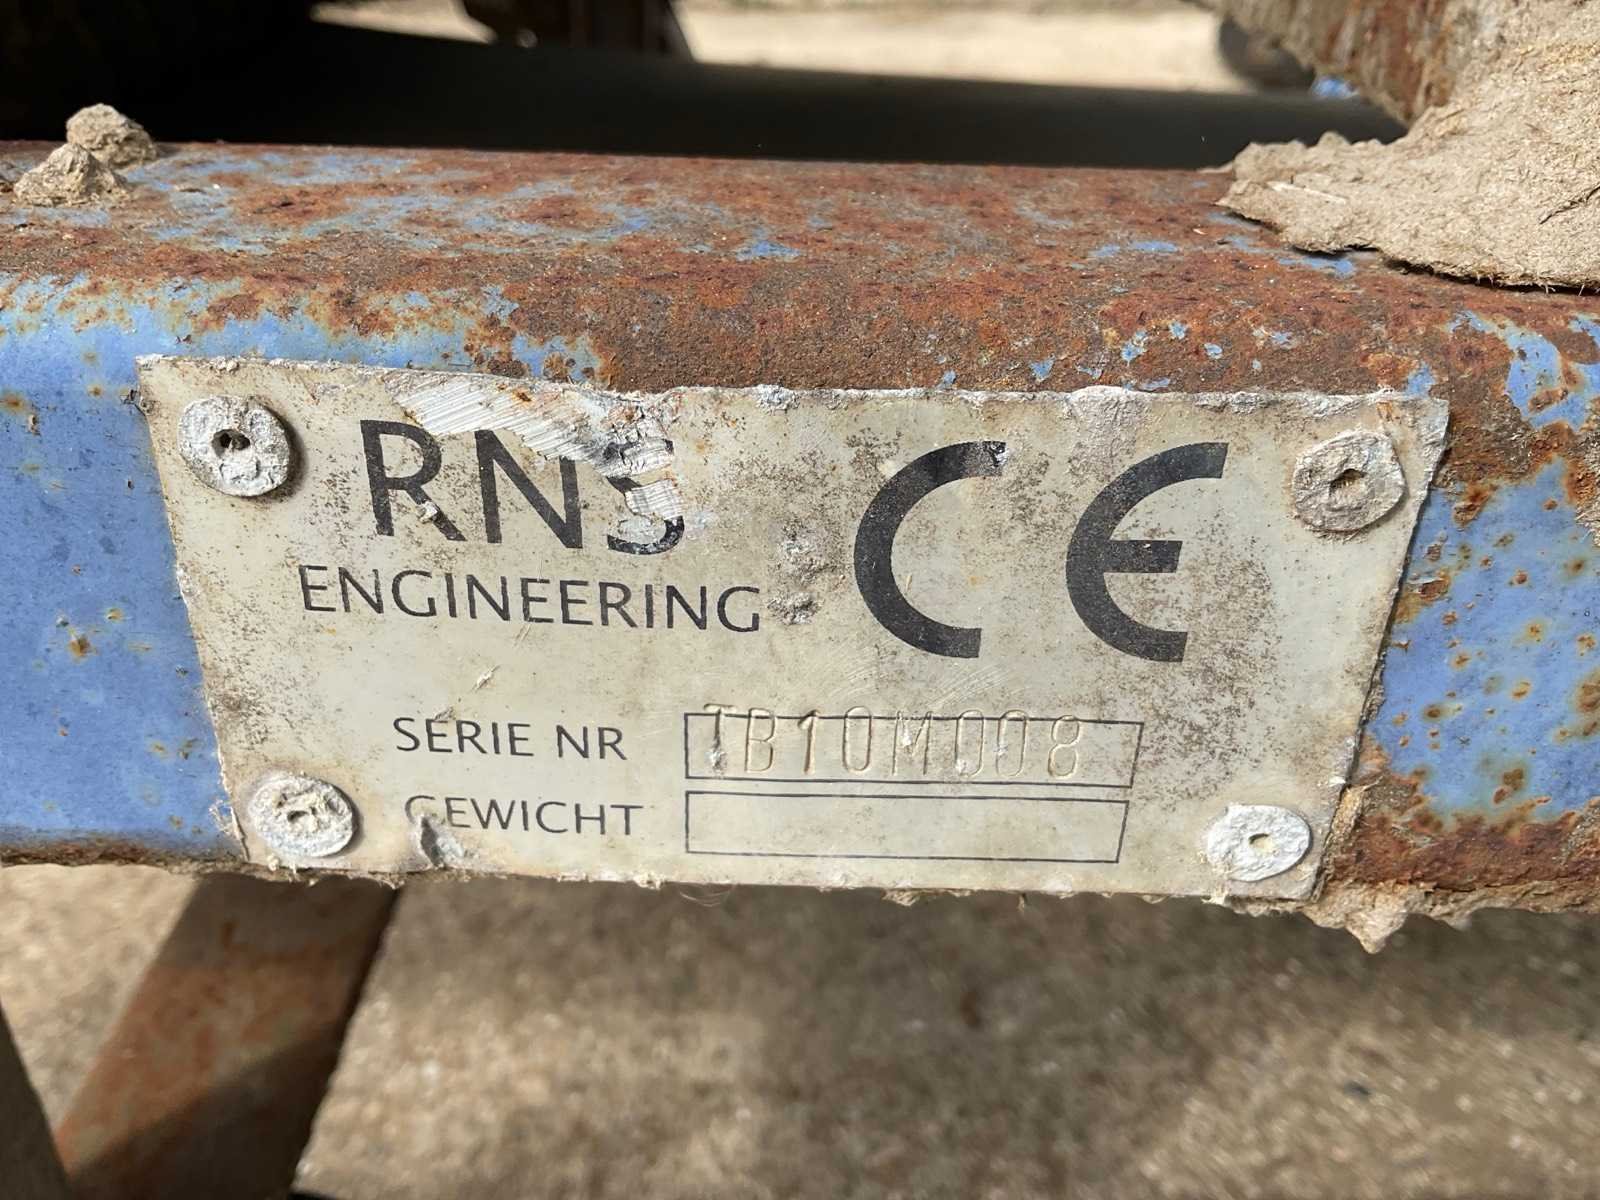 RNS CE
ENGINEERING
SERIE NR TB10M008
GEWICHT